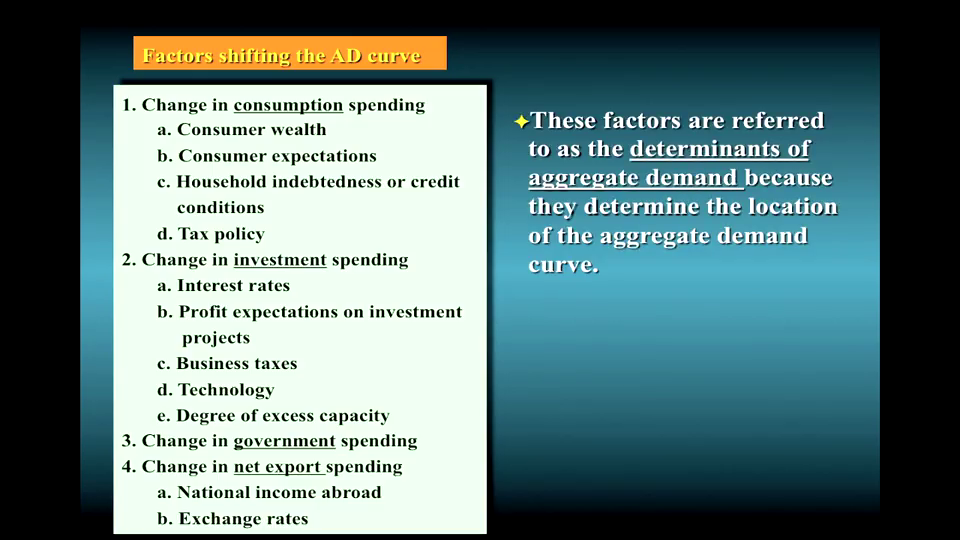 Factors shifting the AD curve
1. Change in consumption spending
a. Consumer wealth
b. Consumer expectations
c. Household indebtedness or credit
conditions
d. Tax policy
2. Change in investment spending
a. Interest rates
b. Profit expectations on investment
projects
c. Business taxes
d. Technology
e. Degree of excess capacity
3. Change in government spending
4. Change in net export spending
a. National income abroad
b. Exchange rates
These factors are referred
to as the determinants of
aggregate demand because
they determine the location
of the aggregate demand
curve.